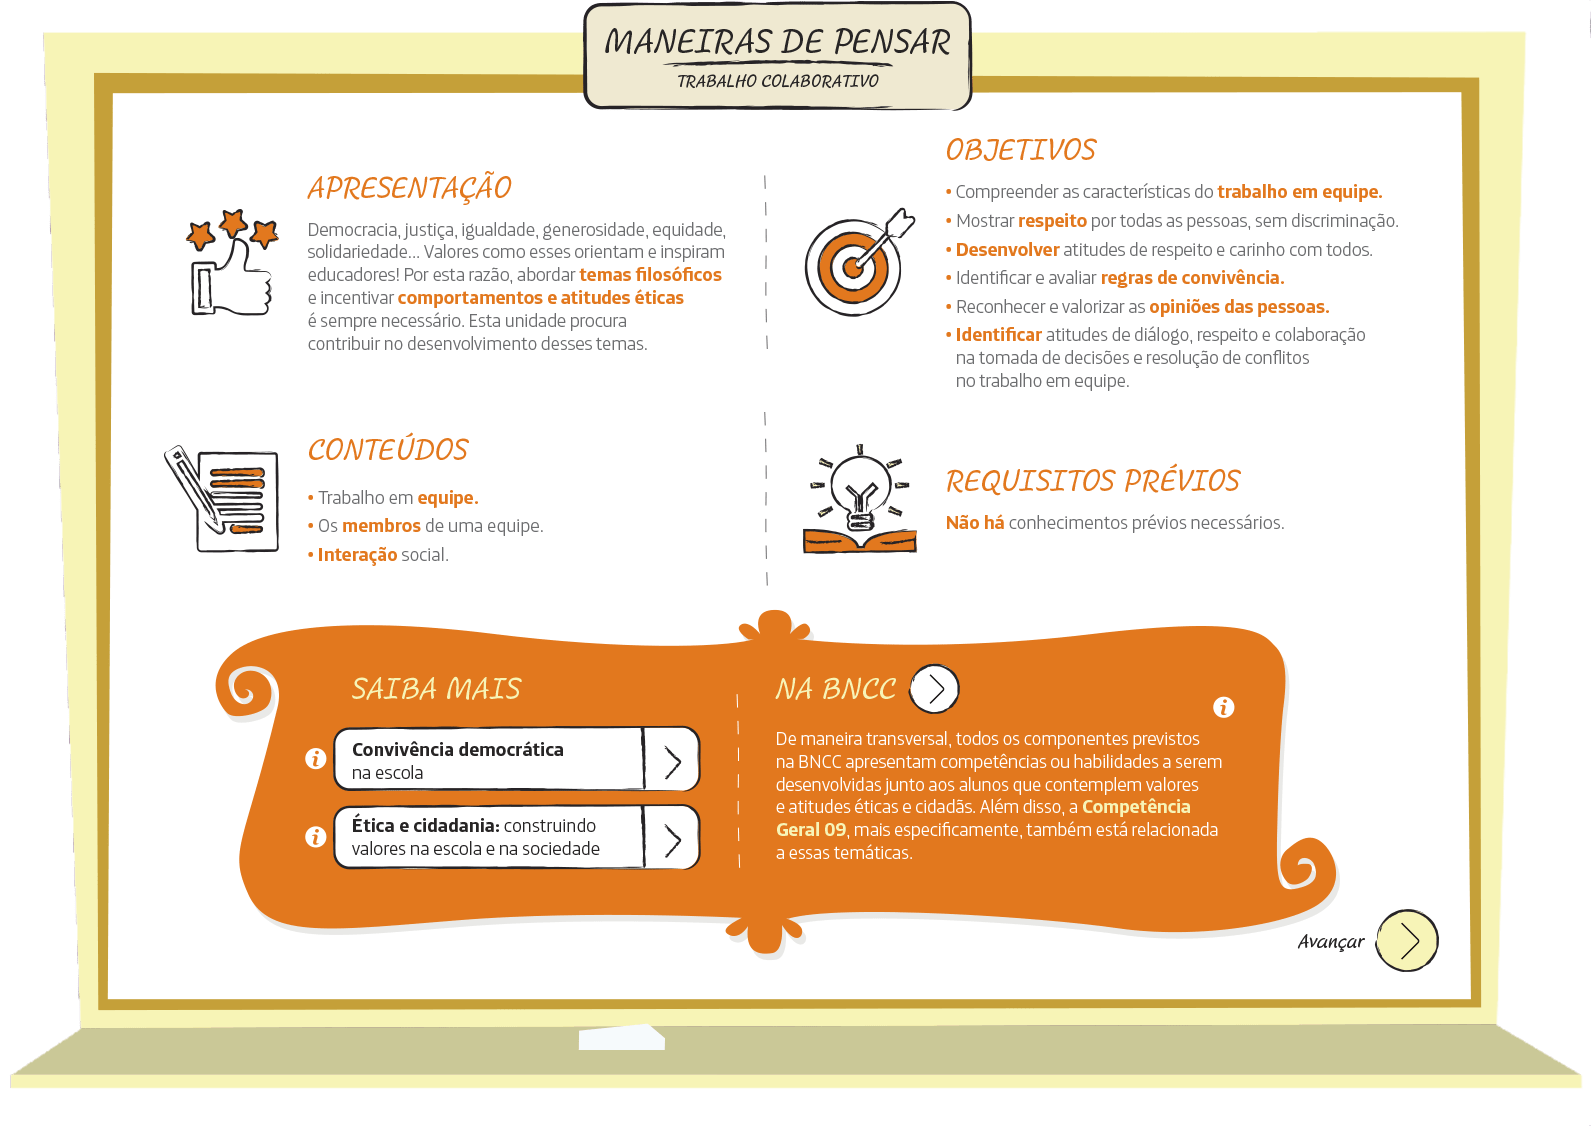 MANEIRAS DE PENSAR
TRABALHO COLABORATIVO
APRESENTAÇÃO
Democracia, justiça, igualdade, generosidade, equidade,
solidariedade... Valores como esses orientam e inspiram
educadores! Por esta razão, abordar temas filosóficos
e incentivar comportamentos e atitudes éticas
é sempre necessário. Esta unidade procura
contribuir no desenvolvimento desses temas.
OBJETIVOS
• Compreender as características do trabalho em equipe.
• Mostrar respeito por todas as pessoas, sem discriminação.
• Desenvolver atitudes de respeito e carinho com todos.
• Identificar e avaliar regras de convivência.
• Reconhecer e valorizar as opiniões das pessoas.
• Identificar atitudes de diálogo, respeito e colaboração
na tomada de decisões e resolução de conflitos
no trabalho em equipe.
CONTEÚDOS
• Trabalho em equipe.
• Os membros de uma equipe.
• Interação social.
REQUISITOS PRÉVIOS
Não há conhecimentos prévios necessários.
SAIBA MAIS
i
Convivência democrática
na escola
i
Ética e cidadania: construindo
valores na escola e na sociedade
NA BNCC
i
De maneira transversal, todos os componentes previstos
na BNCC apresentam competências ou habilidades a serem
desenvolvidas junto aos alunos que contemplem valores
e atitudes éticas e cidadãs. Além disso, a Competência
Geral 09, mais especificamente, também está relacionada
a essas temáticas.
Avançar